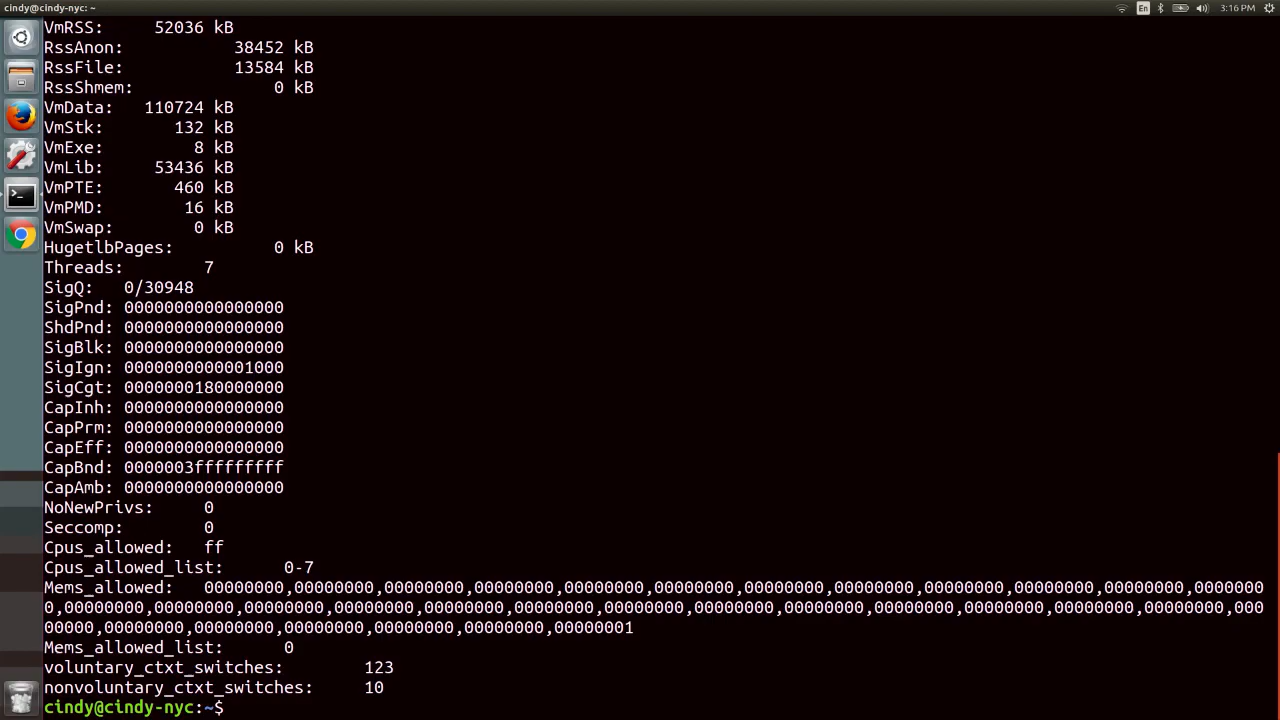 cindy@cindy-nyc: ~
En
3:16 PM
VmRSS: 52036 kB
RssAnon: 38452 kB
RssFile: 13584 kB
RssShmem: 0 kB
VmData: 110724 kB
VmStk: 132 kB
VmExe: 8 kB
VmLib: 53436 kB
VmPTE: 460 kB
VmPMD: 16 kB
VmSwap: 0 kB
HugetlbPages: 0 kB
Threads: 7
SigQ: 0/30948
SigPnd: 0000000000000000
ShdPnd: 0000000000000000
SigBlk: 0000000000000000
SigIgn: 0000000000001000
SigCgt: 0000000180000000
CapInh: 0000000000000000
CapPrm: 0000000000000000
CapEff: 0000000000000000
CapBnd: 0000003fffffffff
CapAmb: 0000000000000000
NoNewPrivs: 0
Seccomp: 0
Cpus_allowed: ff
Cpus_allowed_list: 0-7
Mems_allowed: 00000000,00000000,00000000,00000000,00000000,00000000,00000000,00000000,00000000,00000000,00000000,0000000
0,00000000,00000000,00000000,00000000,00000000,00000000,00000000,00000000,00000000,00000000,00000000,00000000,00000000,000
00000,00000000,00000000,00000000,00000000,00000000,00000001
Mems_allowed_list: 0
voluntary_ctxt_switches: 123
nonvoluntary_ctxt_switches: 10
cindy@cindy-nyc:~$